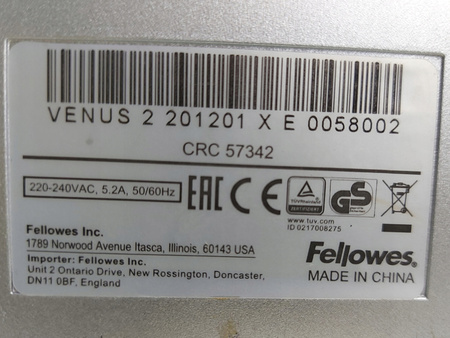 VENUS 2 201201 X E 0058002
CRC 57342
220-240VAC, 5.2A, 50/60Hz
EAC CE
TÜVRheinland
CERTIFIED
GS
www.tuv.com
ID 0217008275
Fellowes Inc.
1789 Norwood Avenue Itasca, Illinois, 60143 USA
Importer: Fellowes Inc.
Unit 2 Ontario Drive, New Rossington, Doncaster,
DN11 0BF, England
Fellowes.
MADE IN CHINA